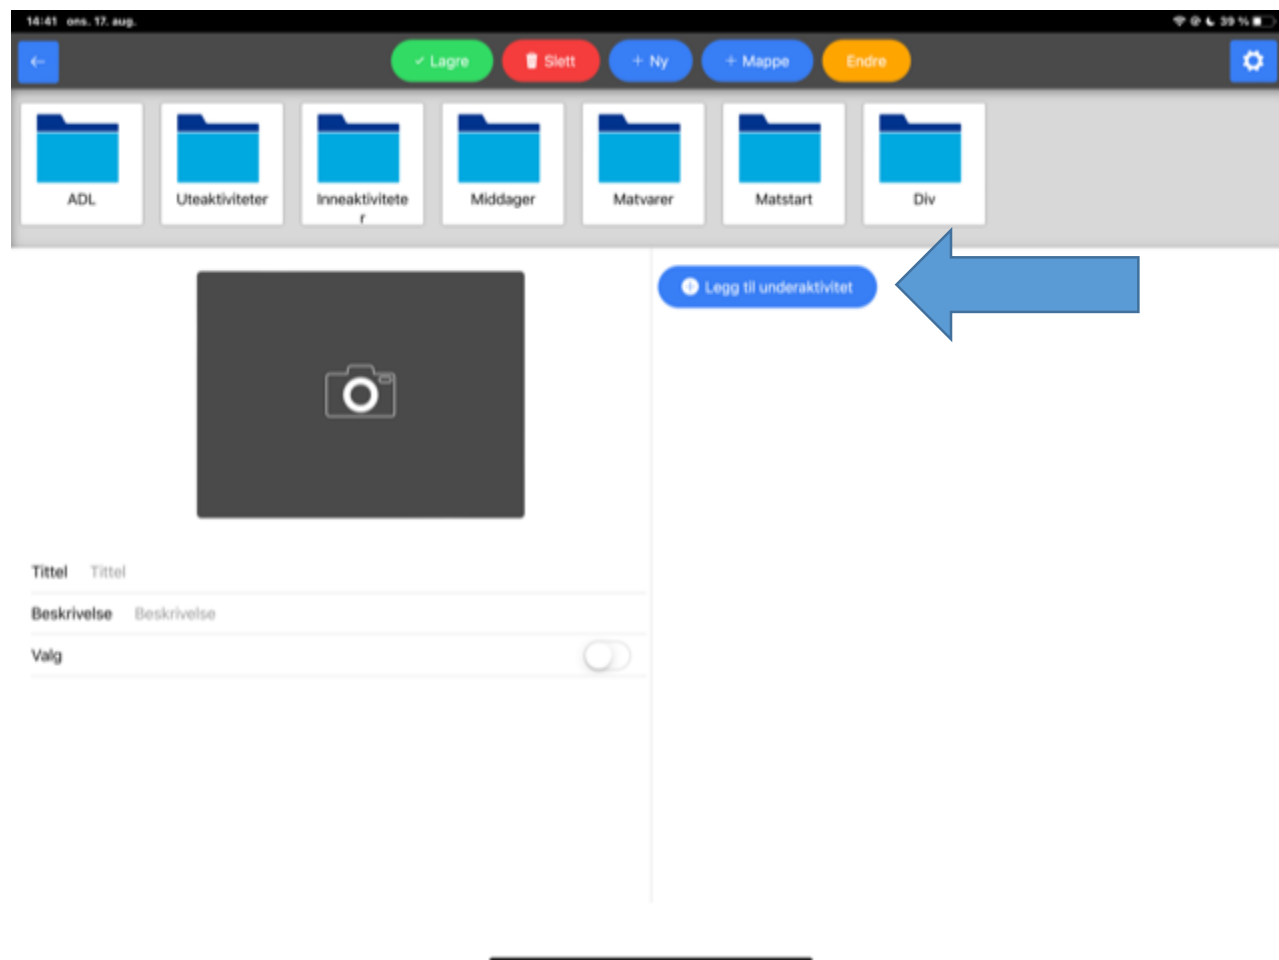 14:41 ons. 17. aug.
39 %
Lagre
Slett
+ Ny
+ Mappe
Endre
ADL
Uteaktiviteter
Inneaktivitete
r
Middager
Matvarer
Matstart
Div
Legg til underaktivitet
Tittel Tittel
Beskrivelse Beskrivelse
Valg